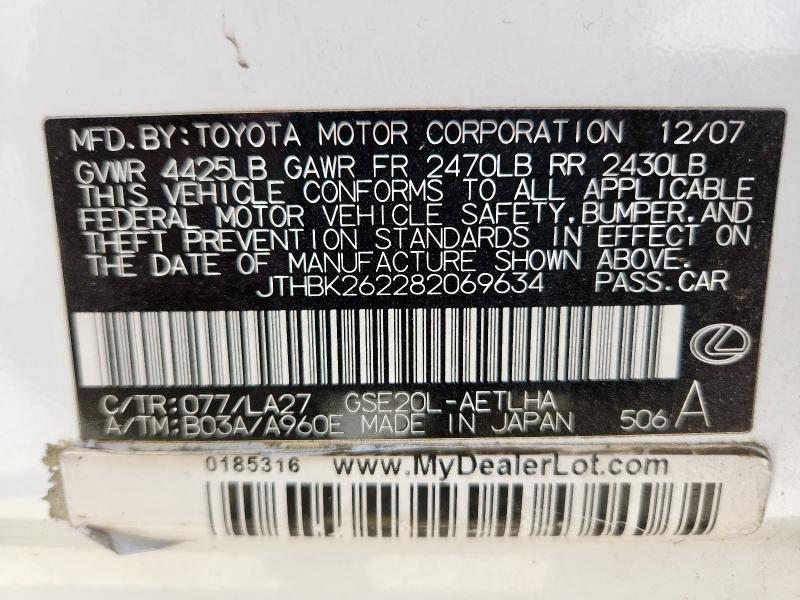 MFD. BY: TOYOTA MOTOR CORPORATION 12/07
GVWR 4425LB GAWR FR 2470LB RR 2430LB
THIS VEHICLE CONFORMS TO ALL APPLICABLE
FEDERAL MOTOR VEHICLE SAFETY, BUMPER, AND
THEFT PREVENTION STANDARDS IN EFFECT ON
THE DATE OF MANUFACTURE SHOWN ABOVE.
JTHBK262282069634 PASS. CAR
C/TR: 077/LA27 GSE20L-AETLHA
A/TM: B03A/A960E MADE IN JAPAN 506 A
0185316 www.MyDealerLot.com